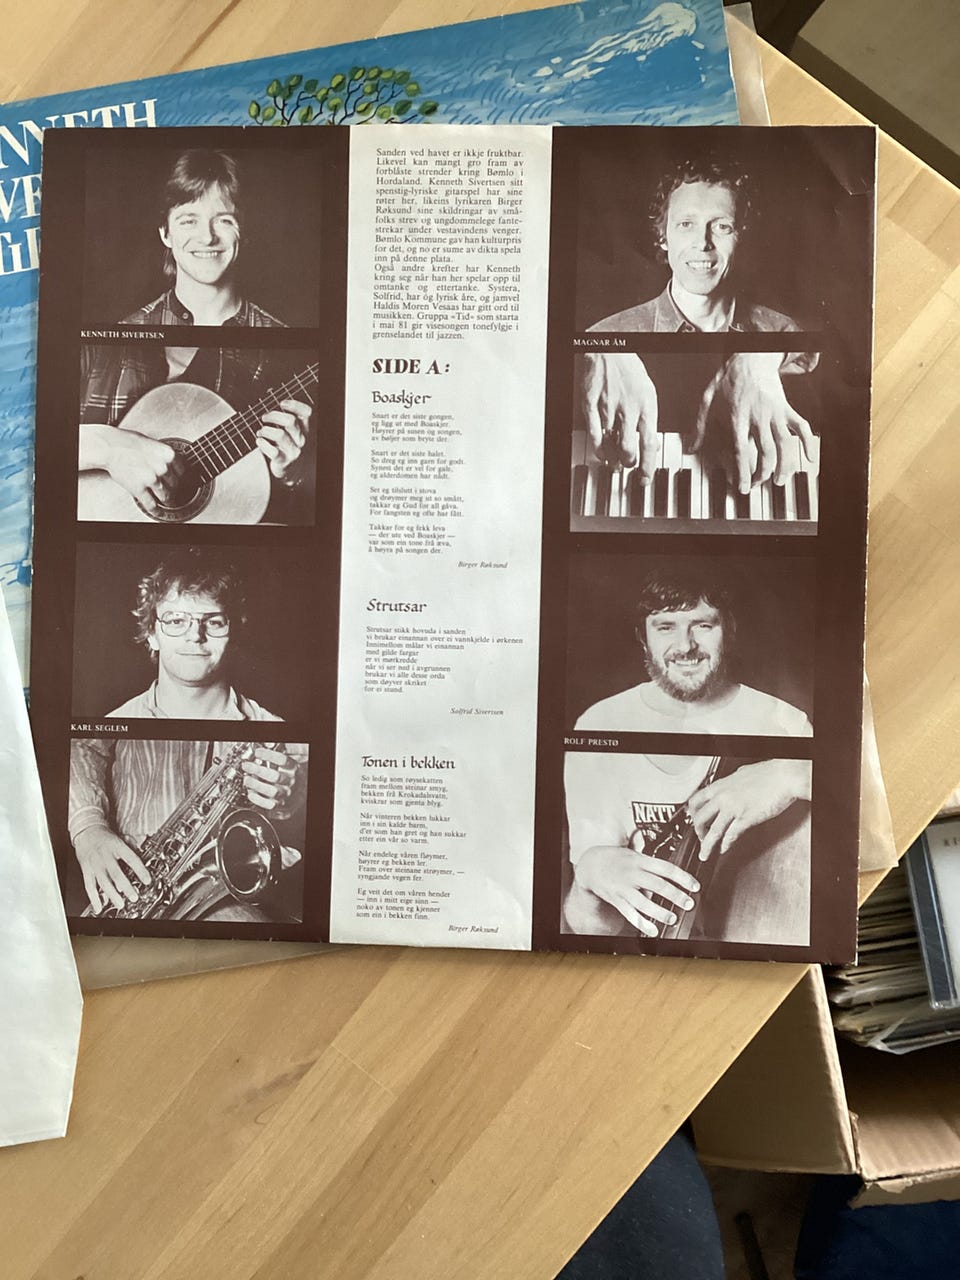 NNETH
KENNETH SIVERTSEN
KARL SEGLEM
Sanden ved havet er ikkje fruktbar.
Likevel kan mangt gro fram av
forblåste strender kring Bømlo i
Hordaland. Kenneth Sivertsen sitt
spenstig-lyriske gitarspel har sine
røter her, likeins lyrikaren Birger
Røksund sine skildringar av små-
folks strev og ungdommelege fante-
strekar under vestavindens venger.
Bømlo Kommune gav han kulturpris
for det, og no er sume av dikta spela
inn på denne plata.
Også andre krefter har Kenneth
kring seg når han her spelar opp til
omtanke og ettertanke. Systera,
Solfrid, har òg lyrisk åre, og jamvel
Haldis Moren Vesaas har gitt ord til
musikken. Gruppa «Tid» som starta
i mai 81 gir visesongen tonefylgje i
grenselandet til jazzen.
SIDE A:
Boaskjer
Snart er det siste gongen,
eg ligg ut med Boaskjer.
Høyrer på susen og songen,
av bøljer som bryte der.
Snart er det siste halet.
So dreg eg inn garn for godt.
Synest det er vel for gale,
eg alderdomen har nådt.
Set eg tilslutt i stova
og drøymer meg ut so smått,
takkar eg Gud for all gåva.
For fangsten eg ofte har fått.
Takkar for eg fekk leva
— der ute ved Boaskjer —
var som ein tone frå æva,
å høyra på songen der.
Birger Røksund
Strutsar
Strutsar stikk hovuda i sanden
vi brukar einannan over ei vannkjelde i ørkenen
Innimellom målar vi einannan
med gilde fargar
er vi mørkredde
når vi ser ned i avgrunnen
brukar vi alle desse orda
som døyver skriket
for ei stund.
Solfrid Sivertsen
Tonen i bekken
So ledig som røysekatten
fram mellom steinar smyg,
bekken frå Krokadalsvatn,
kviskrar som gjenta blyg.
Når vinteren bekken lukkar
inn i sin kalde barm,
d'er som han gret og han sukkar
etter ein vår so varm.
Når endeleg våren fløymer,
høyrer eg bekken ler.
Fram over steinane strøymer, —
syngjande vegen fer.
Eg veit det om våren hender
— inn i mitt eige sinn —
noko av tonen eg kjenner
som ein i bekken finn.
Birger Røksund
MAGNAR ÅM
ROLF PRESTØ
NATT